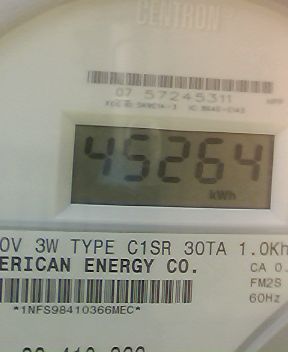 CENTRON
07 57245311
45264
kWh
0V 3W TYPE C1SR 30TA 1.0Kh
ERICAN ENERGY CO.
CA 0.
FM2S
60Hz
*1NFS98410366MEC*